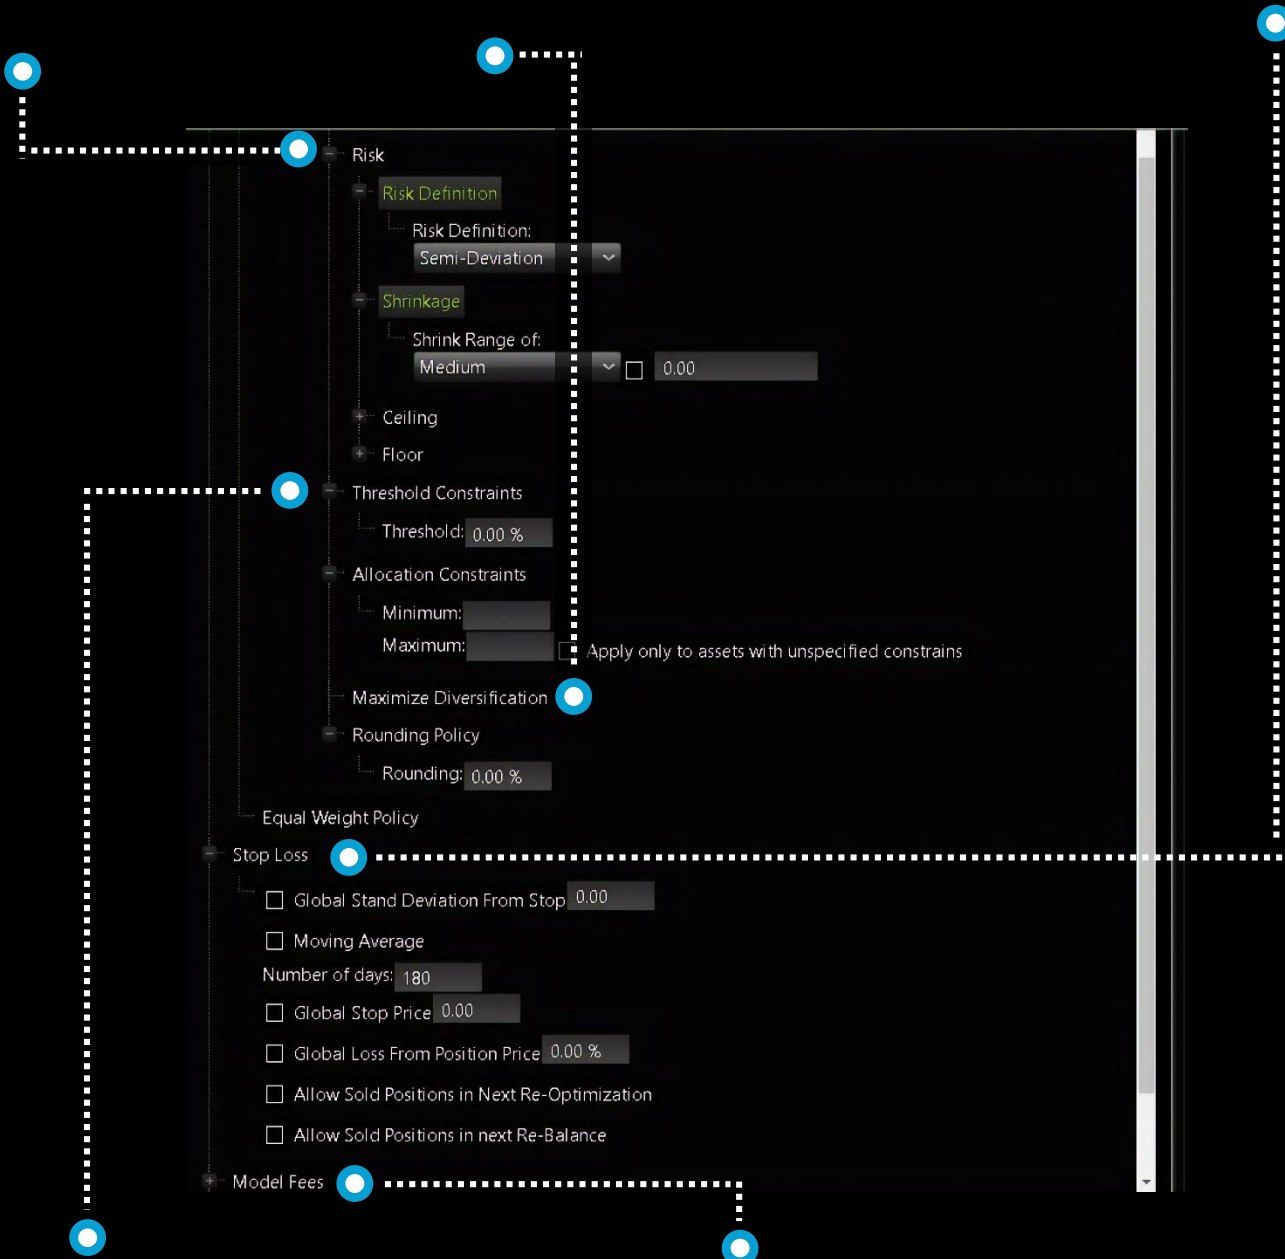 Risk
Risk Definition
Risk Definition:
Semi-Deviation
Shrinkage
Shrink Range of:
Medium 0.00
Ceiling
Floor
Threshold Constraints
Threshold: 0.00 %
Allocation Constraints
Minimum:
Maximum: Apply only to assets with unspecified constrains
Maximize Diversification
Rounding Policy
Rounding: 0.00 %
Equal Weight Policy
Stop Loss
Global Stand Deviation From Stop 0.00
Moving Average
Number of days: 180
Global Stop Price 0.00
Global Loss From Position Price 0.00 %
Allow Sold Positions in Next Re-Optimization
Allow Sold Positions in next Re-Balance
Model Fees